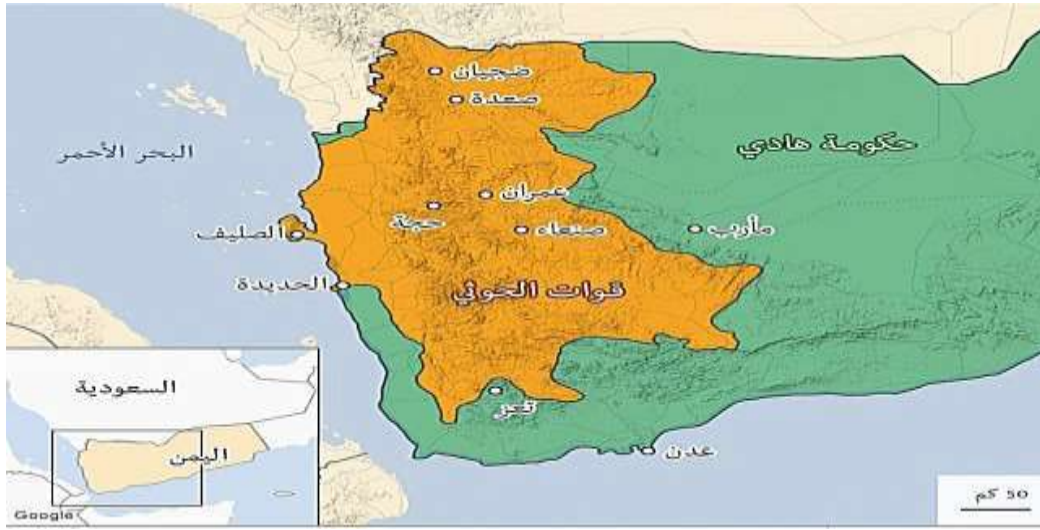 ضحيان
صعدة
حكومة هادي
البحر الأحمر
عمران
حجة
صنعاء
مأرب
الصليف
الحديدة
قوات الحوثي
تعز
عدن
السعودية
اليمن
Google
50 كم